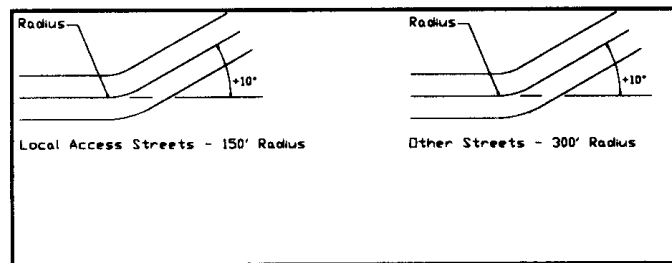 Radius
+10°
Local Access Streets - 150' Radius
Radius
+10°
Other Streets - 300' Radius